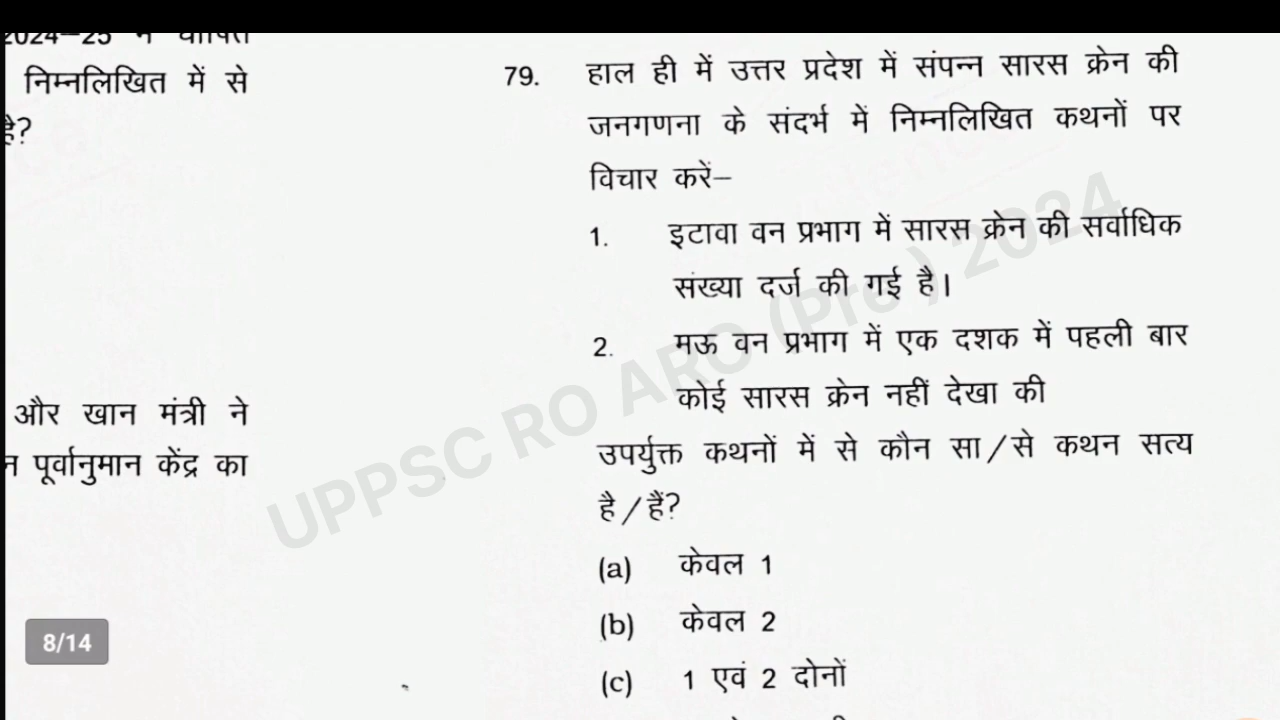 2024–25 में घोषित
निम्नलिखित में से
है?
और खान मंत्री ने
न पूर्वानुमान केंद्र का
79. हाल ही में उत्तर प्रदेश में संपन्न सारस क्रेन की
जनगणना के संदर्भ में निम्नलिखित कथनों पर
विचार करें–
1. इटावा वन प्रभाग में सारस क्रेन की सर्वाधिक
संख्या दर्ज की गई है।
2. मऊ वन प्रभाग में एक दशक में पहली बार
कोई सारस क्रेन नहीं देखा की
उपर्युक्त कथनों में से कौन सा/से कथन सत्य
है/हैं?
(a) केवल 1
(b) केवल 2
(c) 1 एवं 2 दोनों
UPPSC RO ARO (Pre) 2024
8/14